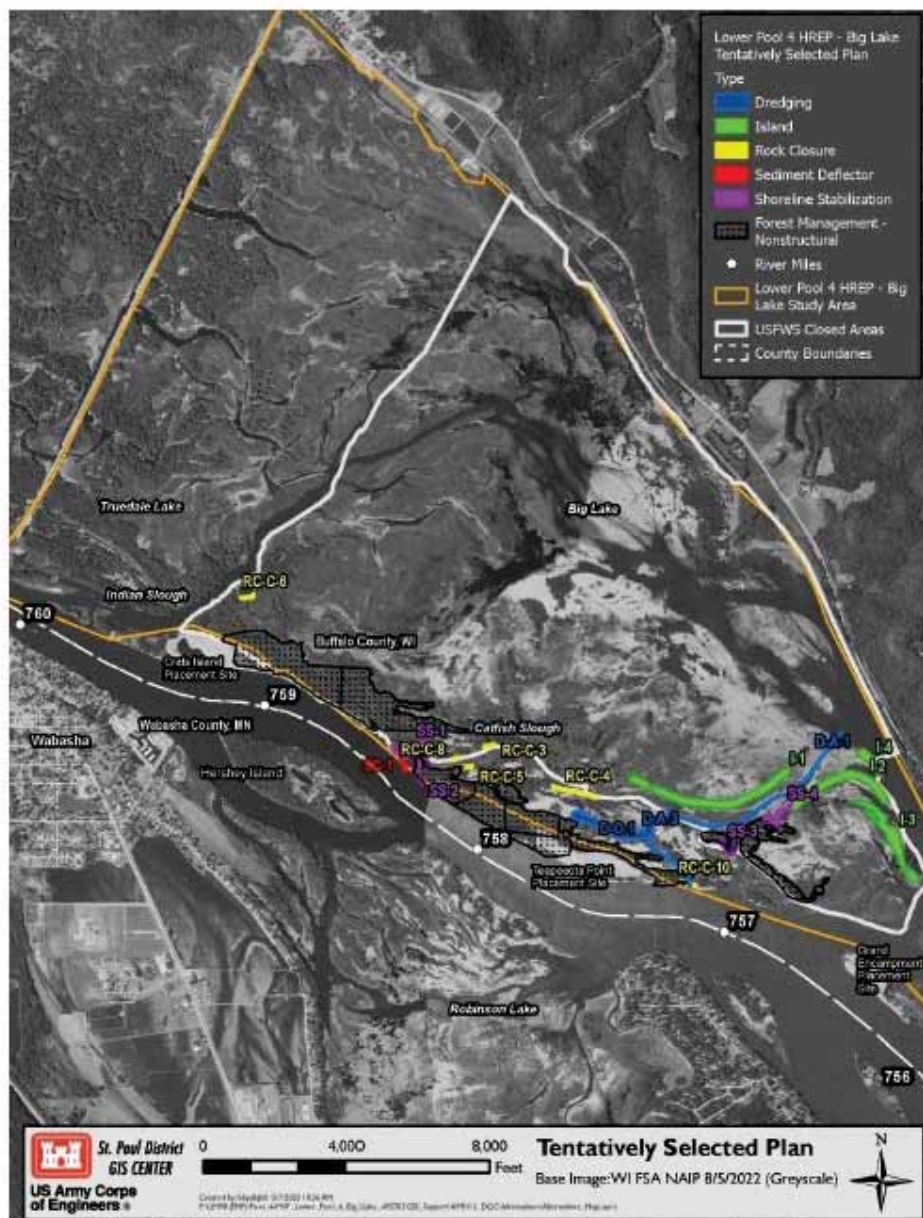 Lower Pool 4 HREP - Big Lake
Tentatively Selected Plan
Type
Dredging
Island
Rock Closure
Sediment Deflector
Shoreline Stabilization
Forest Management -
Nonstructural
River Miles
Lower Pool 4 HREP - Big
Lake Study Area
USFWS Closed Areas
County Boundaries
Truedale Lake
Big Lake
Indian Slough
RC-C-6
760
Buffalo County, WI
Crats Island
Placement Site
759
Wabasha County, MN
Wabasha
SS-1
Catfish Slough
RC-C-8
RC-C-3
RC-C-5
SS-2
Hershey Island
RC-C-4
I-1
D-A-1
I-4
I-2
I-3
SS-4
SS-3
D-A-3
758
RC-C-10
Teepeeota Point
Placement Site
757
Grand
Encampment
Placement
Site
Robinson Lake
756
St. Paul District
GIS CENTER
US Army Corps
of Engineers ®
0 4,000 8,000
Feet
Tentatively Selected Plan
Base Image: WI FSA NAIP 8/5/2022 (Greyscale)
N